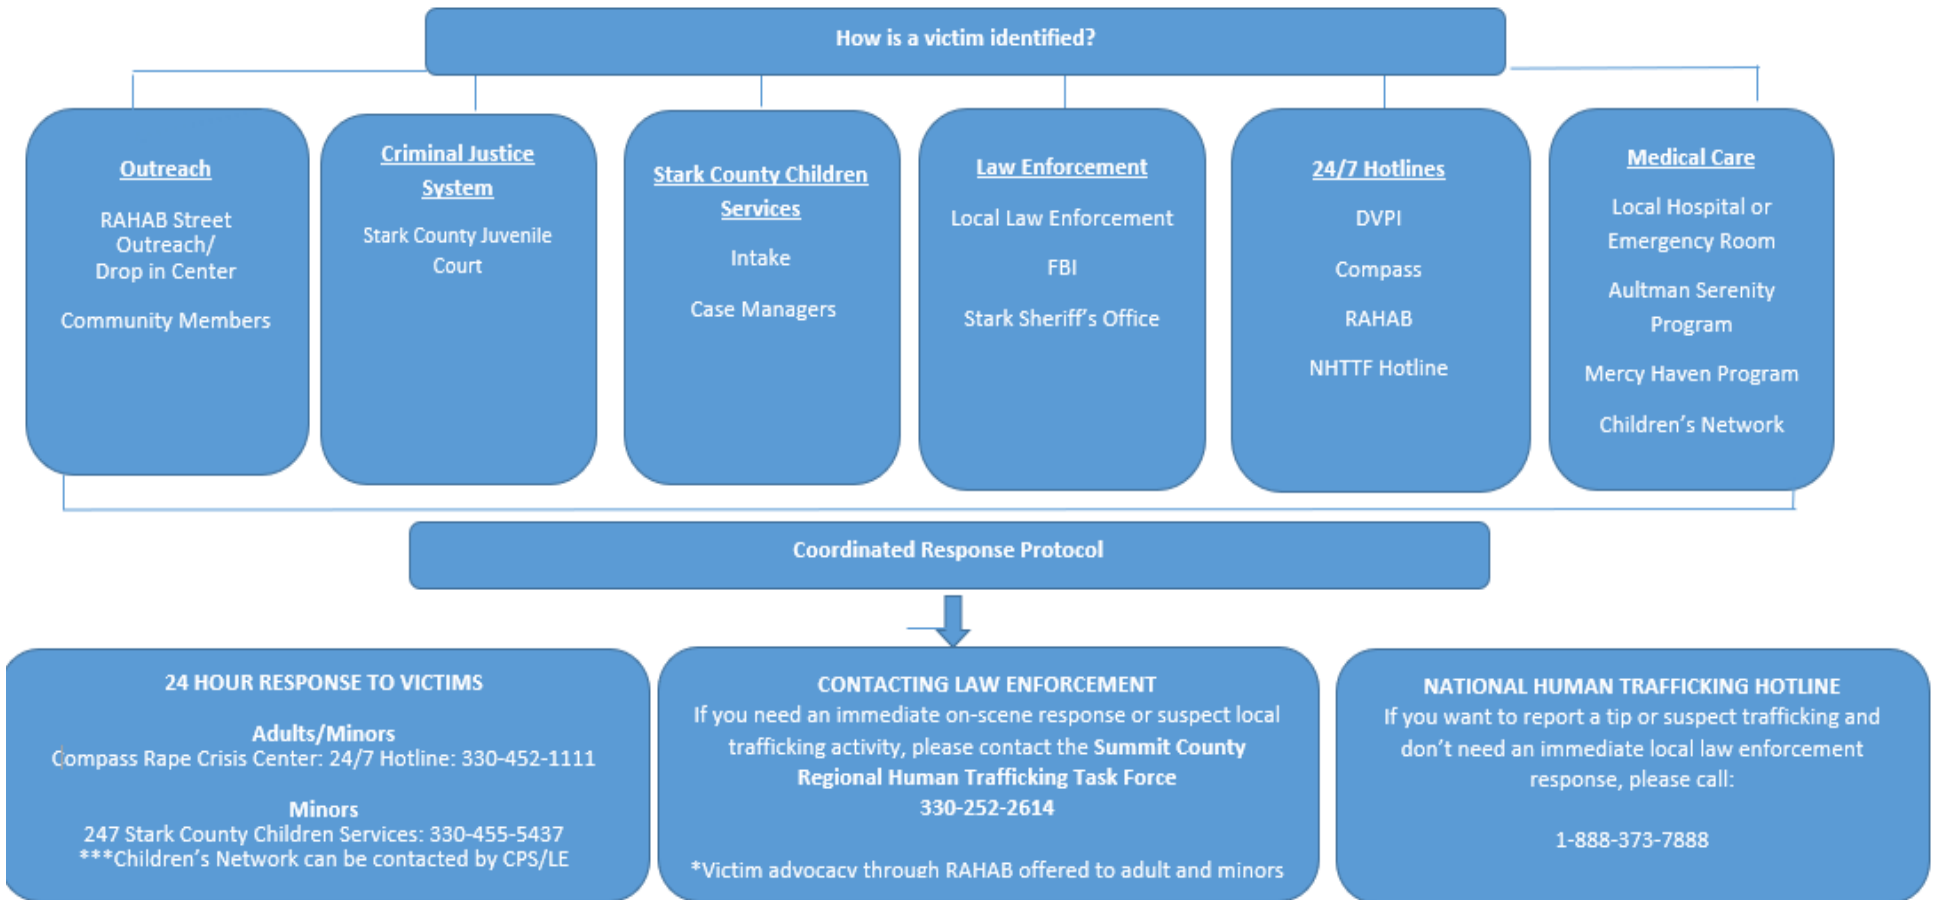 How is a victim identified?
Outreach
RAHAB Street
Outreach/
Drop in Center
Community Members
Criminal Justice
System
Stark County Juvenile
Court
Stark County Children
Services
Intake
Case Managers
Law Enforcement
Local Law Enforcement
FBI
Stark Sheriff's Office
24/7 Hotlines
DVPI
Compass
RAHAB
NHTTF Hotline
Medical Care
Local Hospital or
Emergency Room
Aultman Serenity
Program
Mercy Haven Program
Children's Network
Coordinated Response Protocol
24 HOUR RESPONSE TO VICTIMS
Adults/Minors
Compass Rape Crisis Center: 24/7 Hotline: 330-452-1111
Minors
247 Stark County Children Services: 330-455-5437
***Children's Network can be contacted by CPS/LE
CONTACTING LAW ENFORCEMENT
If you need an immediate on-scene response or suspect local
trafficking activity, please contact the Summit County
Regional Human Trafficking Task Force
330-252-2614
*Victim advocacy through RAHAB offered to adult and minors
NATIONAL HUMAN TRAFFICKING HOTLINE
If you want to report a tip or suspect trafficking and
don't need an immediate local law enforcement
response, please call:
1-888-373-7888